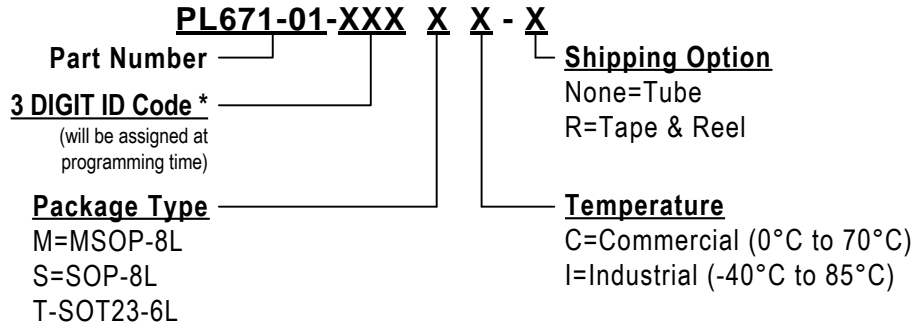 PL671-01-XXX X X - X
Part Number
3 DIGIT ID Code *
(will be assigned at
programming time)
Package Type
M=MSOP-8L
S=SOP-8L
T-SOT23-6L
Shipping Option
None=Tube
R=Tape & Reel
Temperature
C=Commercial (0°C to 70°C)
I=Industrial (-40°C to 85°C)